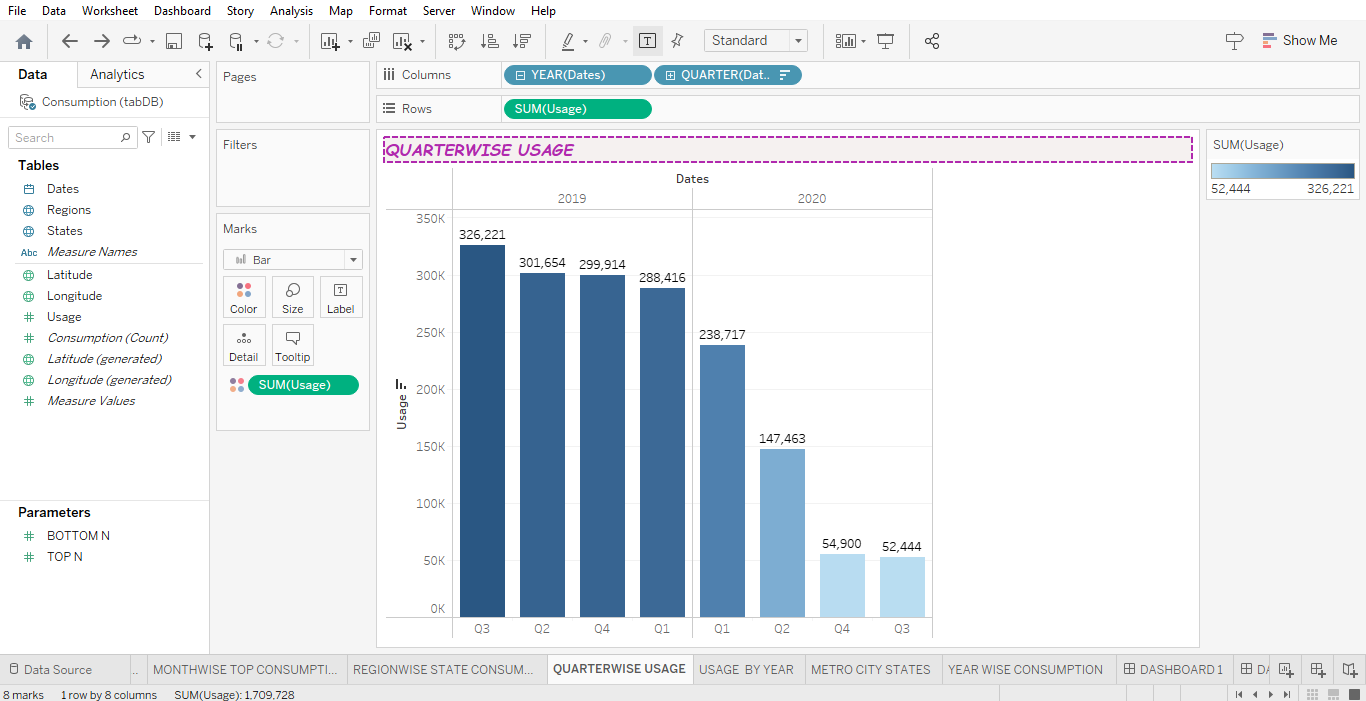 File Data Worksheet Dashboard Story Analysis Map Format Server Window Help
Standard
Show Me
Data Analytics
Consumption (tabDB)
Search
Tables
Dates
Regions
States
Abc Measure Names
Latitude
Longitude
Usage
Consumption (Count)
Latitude (generated)
Longitude (generated)
Measure Values
Parameters
BOTTOM N
TOP N
Pages
Filters
Marks
Bar
Color Size Label
Detail Tooltip
SUM(Usage)
Columns YEAR(Dates) QUARTER(Dat..
Rows SUM(Usage)
QUARTERWISE USAGE
Dates
2019 2020
350K
300K
250K
200K
150K
100K
50K
0K
Usage
326,221
301,654
299,914
288,416
238,717
147,463
54,900
52,444
Q3 Q2 Q4 Q1 Q1 Q2 Q4 Q3
SUM(Usage)
52,444 326,221
Data Source .. MONTHWISE TOP CONSUMPTI... REGIONWISE STATE CONSUM... QUARTERWISE USAGE USAGE BY YEAR METRO CITY STATES YEAR WISE CONSUMPTION DASHBOARD 1
8 marks 1 row by 8 columns SUM(Usage): 1,709,728